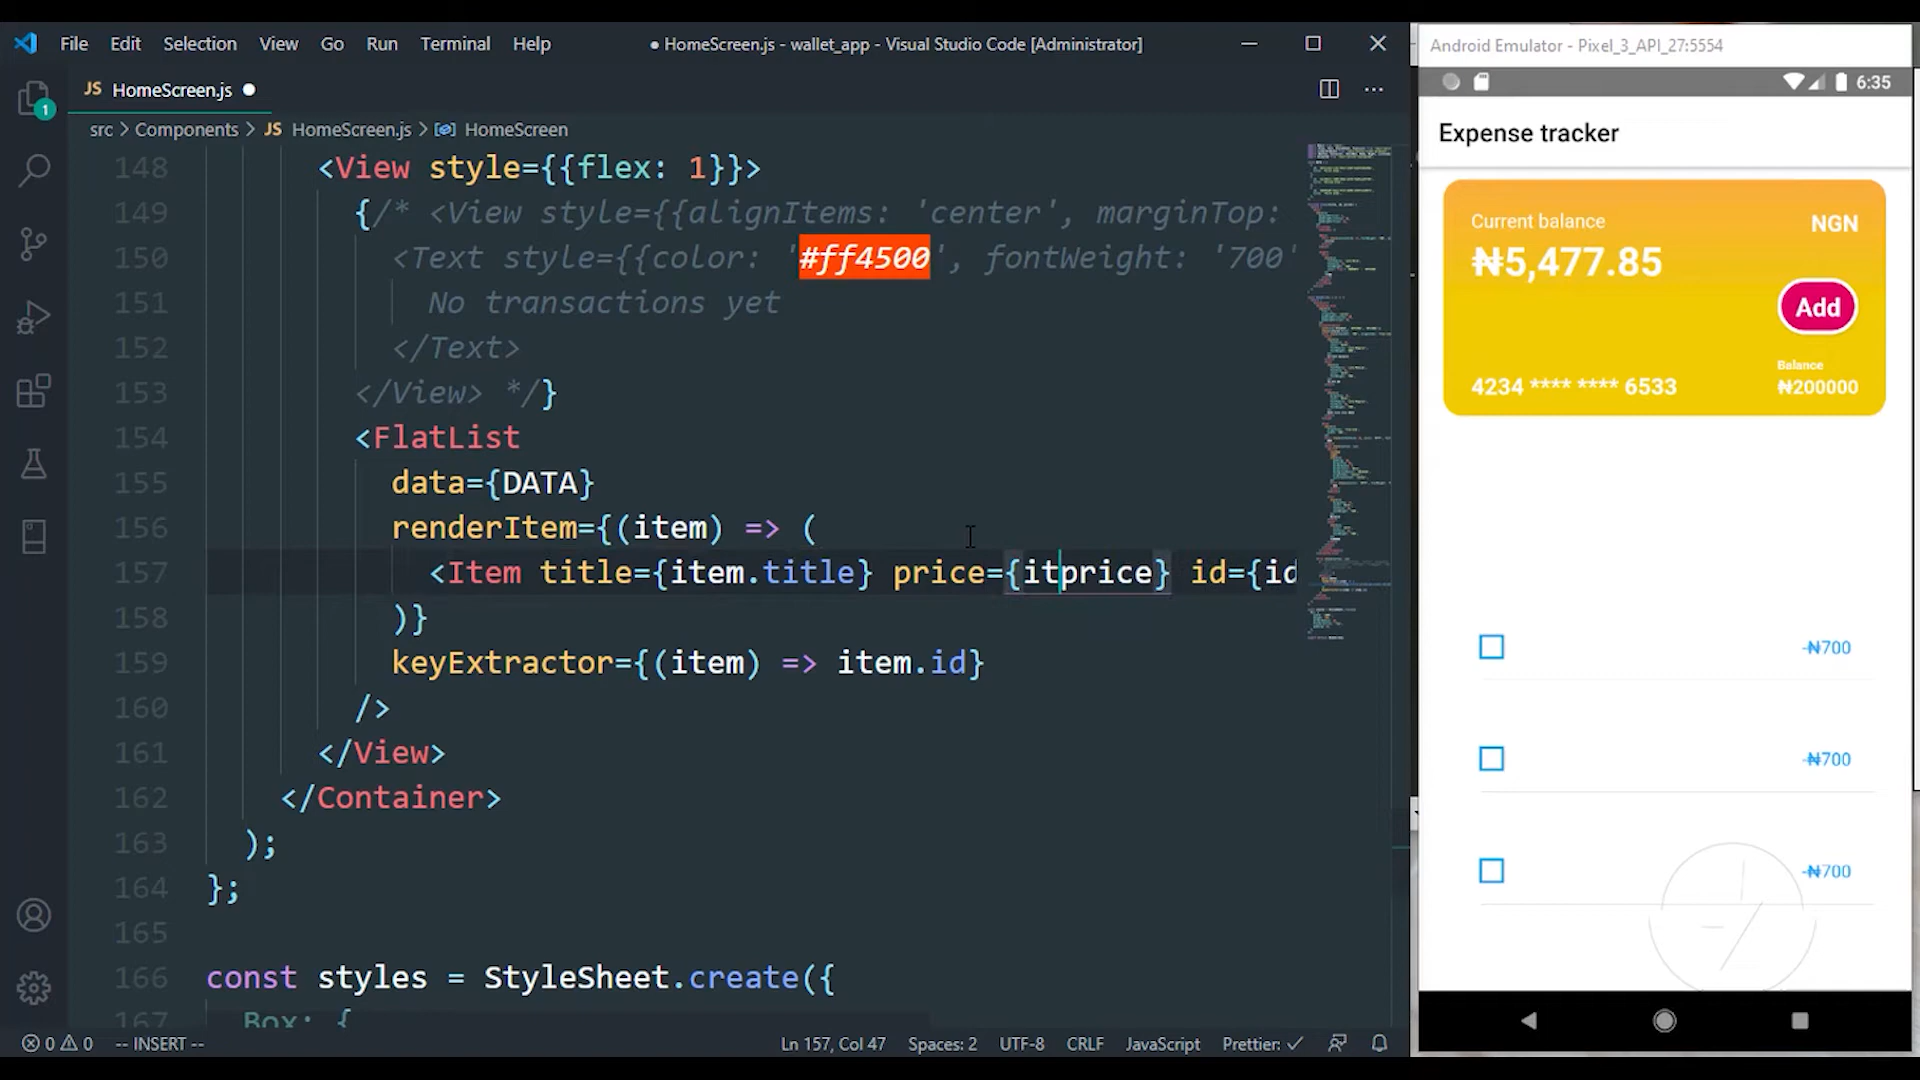 File Edit Selection View Go Run Terminal Help
● HomeScreen.js - wallet_app - Visual Studio Code [Administrator]
JS HomeScreen.js ●
src > Components > JS HomeScreen.js > HomeScreen
1
148 <View style={{flex: 1}}>
149 {/* <View style={{alignItems: 'center', marginTop:
150 <Text style={{color: '#ff4500', fontWeight: '700'
151 No transactions yet
152 </Text>
153 </View> */}
154 <FlatList
155 data={DATA}
156 renderItem={(item) => (
157 <Item title={item.title} price={itprice} id={id
158 )}
159 keyExtractor={(item) => item.id}
160 />
161 </View>
162 </Container>
163 );
164 };
165
166 const styles = StyleSheet.create({
167 Box: {
0 0 -- INSERT --
Ln 157, Col 47 Spaces: 2 UTF-8 CRLF JavaScript Prettier: ✓
Android Emulator - Pixel_3_API_27:5554
6:35
Expense tracker
Current balance
NGN
₦5,477.85
Add
Balance
4234 **** **** 6533
₦200000
-₦700
-₦700
-₦700